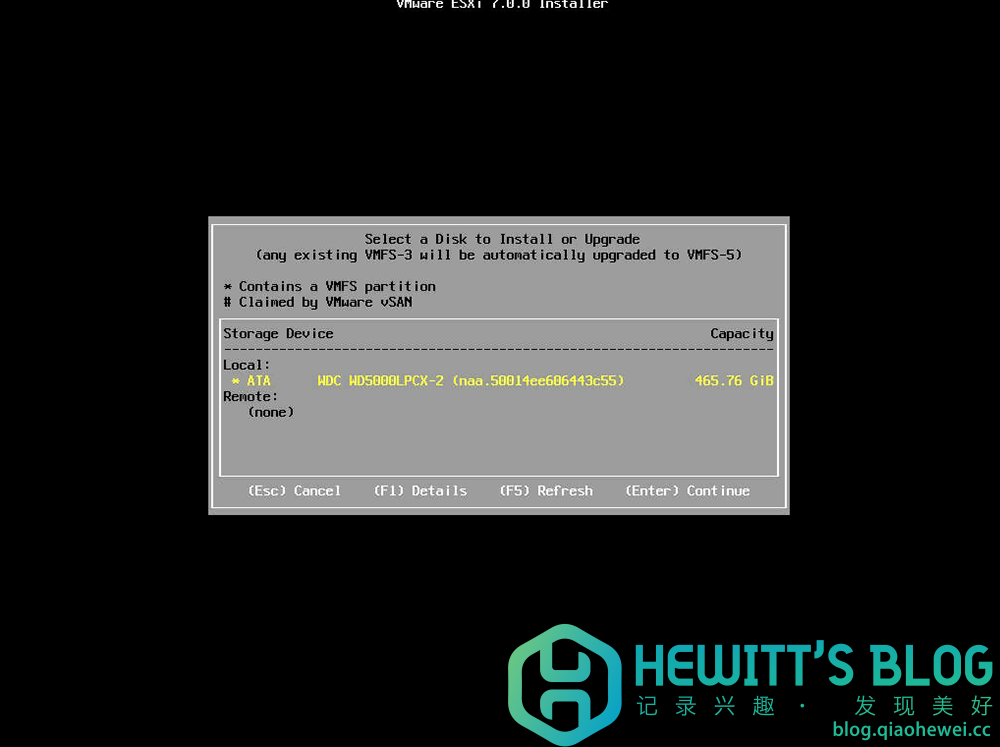 VMware ESXi 7.0.0 Installer
Select a Disk to Install or Upgrade
(any existing VMFS-3 will be automatically upgraded to VMFS-5)
* Contains a VMFS partition
# Claimed by VMware vSAN
Storage Device Capacity
--------------------------------------------------------------------
Local:
* ATA WDC WD5000LPCX-2 (naa.50014ee606443c55) 465.76 GiB
Remote:
(none)
(Esc) Cancel (F1) Details (F5) Refresh (Enter) Continue
HEWITT'S BLOG
记录兴趣 · 发现美好
blog.qiaohewei.cc